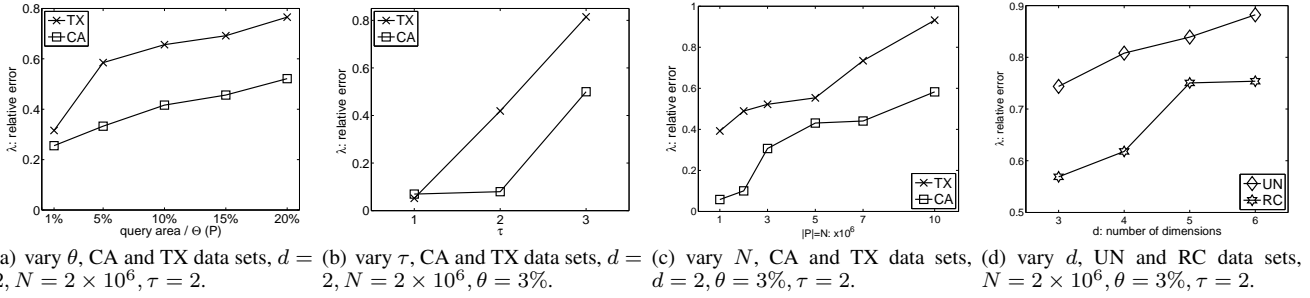 0.8
0.6
0.4
0.2
0
λ: relative error
TX
CA
1% 5% 10% 15% 20%
query area / Θ (P)
0.8
0.6
0.4
0.2
0
λ: relative error
TX
CA
1 2 3
τ
1
0.8
0.6
0.4
0.2
0
λ: relative error
TX
CA
1 3 5 7 10
|P|=N: x10⁶
0.9
0.8
0.7
0.6
0.5
λ: relative error
UN
RC
3 4 5 6
d: number of dimensions
a) vary θ, CA and TX data sets, d =
2, N = 2 × 10⁶, τ = 2.
(b) vary τ, CA and TX data sets, d =
2, N = 2 × 10⁶, θ = 3%.
(c) vary N, CA and TX data sets,
d = 2, θ = 3%, τ = 2.
(d) vary d, UN and RC data sets,
N = 2 × 10⁶, θ = 3%, τ = 2.